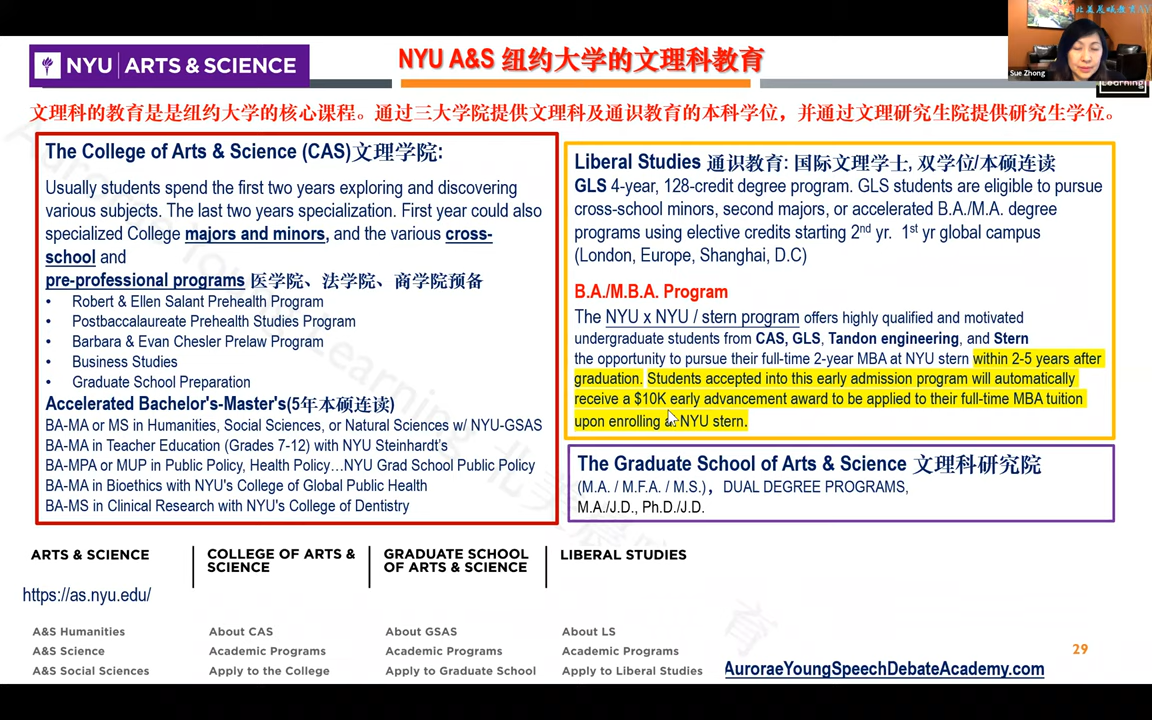 北美晨曦教育
Sue Zhong
Learning
NYU | ARTS & SCIENCE
NYU A&S 纽约大学的文理科教育
文理科的教育是是纽约大学的核心课程。通过三大学院提供文理科及通识教育的本科学位，并通过文理研究生院提供研究生学位。
The College of Arts & Science (CAS)文理学院:
Usually students spend the first two years exploring and discovering
various subjects. The last two years specialization. First year could also
specialized College majors and minors, and the various cross-
school and
pre-professional programs 医学院、法学院、商学院预备
• Robert & Ellen Salant Prehealth Program
• Postbaccalaureate Prehealth Studies Program
• Barbara & Evan Chesler Prelaw Program
• Business Studies
• Graduate School Preparation
Accelerated Bachelor's-Master's(5年本硕连读)
BA-MA or MS in Humanities, Social Sciences, or Natural Sciences w/ NYU-GSAS
BA-MA in Teacher Education (Grades 7-12) with NYU Steinhardt's
BA-MPA or MUP in Public Policy, Health Policy…NYU Grad School Public Policy
BA-MA in Bioethics with NYU's College of Global Public Health
BA-MS in Clinical Research with NYU's College of Dentistry
Liberal Studies 通识教育: 国际文理学士, 双学位/本硕连读
GLS 4-year, 128-credit degree program. GLS students are eligible to pursue
cross-school minors, second majors, or accelerated B.A./M.A. degree
programs using elective credits starting 2nd yr. 1st yr global campus
(London, Europe, Shanghai, D.C)
B.A./M.B.A. Program
The NYU x NYU / stern program offers highly qualified and motivated
undergraduate students from CAS, GLS, Tandon engineering, and Stern
the opportunity to pursue their full-time 2-year MBA at NYU stern within 2-5 years after
graduation. Students accepted into this early admission program will automatically
receive a $10K early advancement award to be applied to their full-time MBA tuition
upon enrolling NYU stern.
The Graduate School of Arts & Science 文理科研究院
(M.A. / M.F.A. / M.S.)，DUAL DEGREE PROGRAMS,
M.A./J.D., Ph.D./J.D.
ARTS & SCIENCE
COLLEGE OF ARTS &
SCIENCE
GRADUATE SCHOOL
OF ARTS & SCIENCE
LIBERAL STUDIES
https://as.nyu.edu/
A&S Humanities
A&S Science
A&S Social Sciences
About CAS
Academic Programs
Apply to the College
About GSAS
Academic Programs
Apply to Graduate School
About LS
Academic Programs
Apply to Liberal Studies
29
AuroraeYoungSpeechDebateAcademy.com